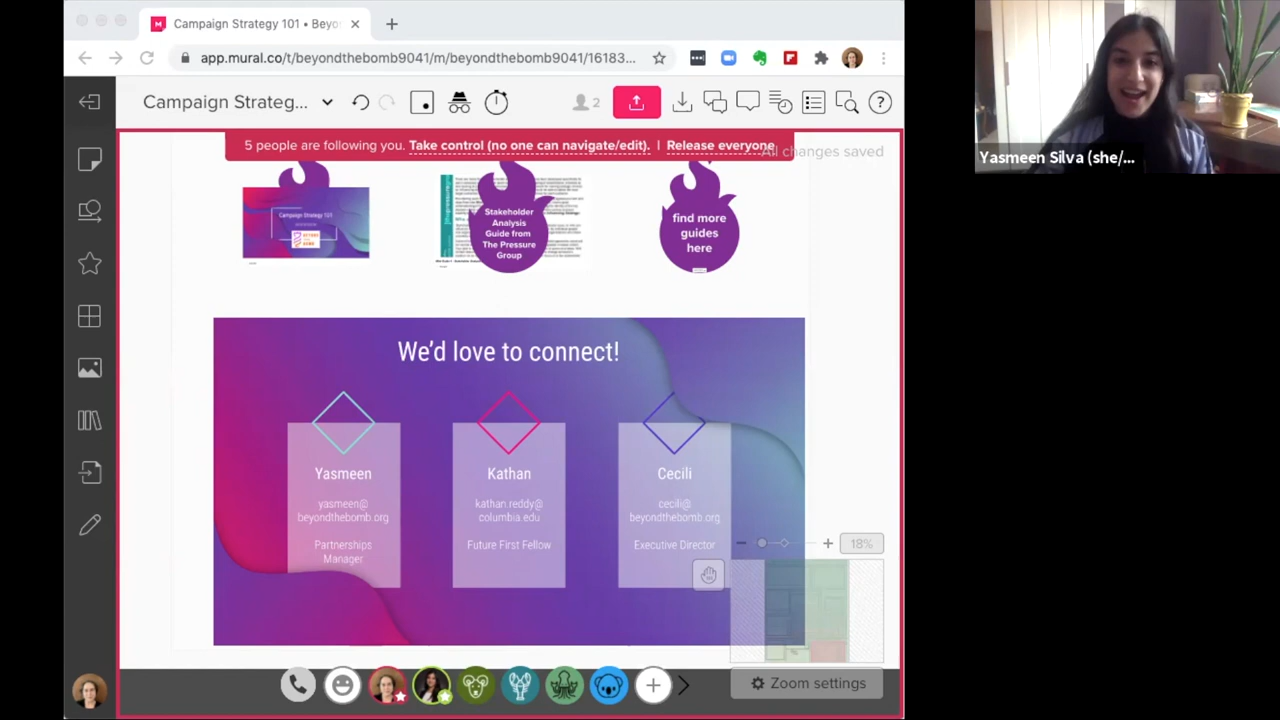 Campaign Strategy 101 • Beyo
app.mural.co/t/beyondthebomb9041/m/beyondthebomb9041/16183...
Campaign Strateg...
2
?
5 people are following you. Take control (no one can navigate/edit). | Release everyone
All changes saved
Campaign Strategy 101
Stakeholder
Analysis
Guide from
The Pressure
Group
find more
guides
here
We'd love to connect!
Yasmeen
yasmeen@
beyondthebomb.org
Partnerships
Manager
Kathan
kathan.reddy@
columbia.edu
Future First Fellow
Cecili
cecili@
beyondthebomb.org
Executive Director
18%
Zoom settings
Yasmeen Silva (she/...